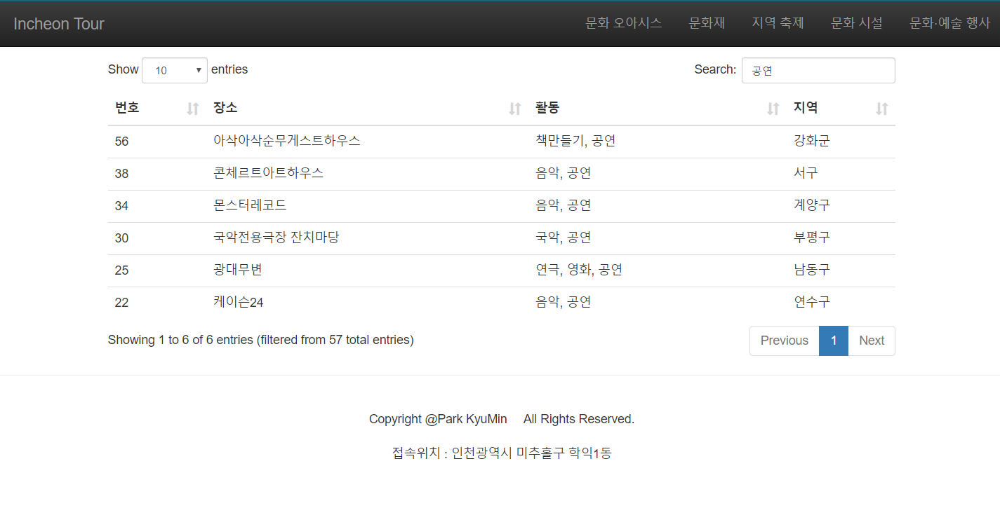 Incheon Tour 문화 오아시스 문화재 지역 축제 문화 시설 문화·예술 행사
Show 10 entries Search: 공연
번호 장소 활동 지역
56 아삭아삭순무게스트하우스 책만들기, 공연 강화군
38 콘체르트아트하우스 음악, 공연 서구
34 몬스터레코드 음악, 공연 계양구
30 국악전용극장 잔치마당 국악, 공연 부평구
25 광대무변 연극, 영화, 공연 남동구
22 케이슨24 음악, 공연 연수구
Showing 1 to 6 of 6 entries (filtered from 57 total entries) Previous 1 Next
Copyright @Park KyuMin All Rights Reserved.
접속위치 : 인천광역시 미추홀구 학익1동